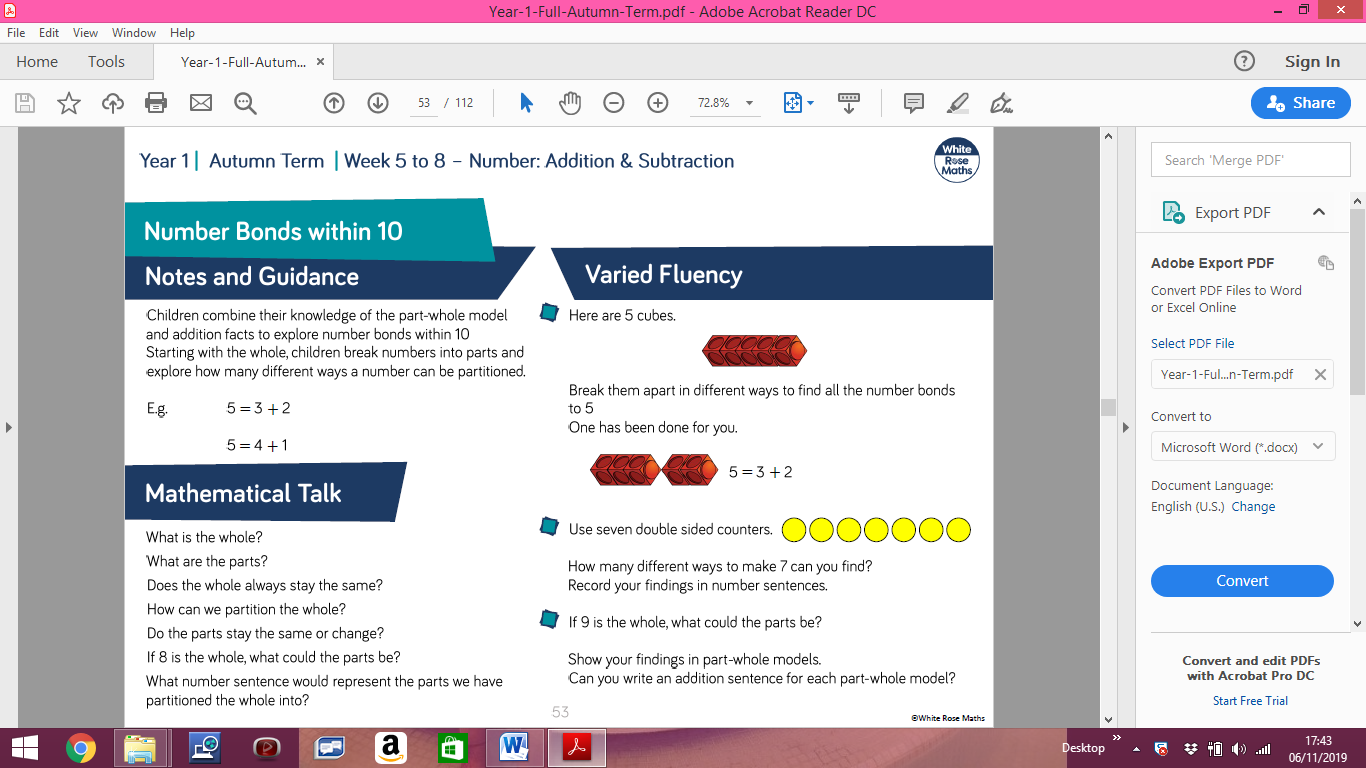 Year-1-Full-Autumn-Term.pdf - Adobe Acrobat Reader DC
File Edit View Window Help
Home Tools Year-1-Full-Autum... × Sign In
53 / 112 72.8% Share
Year 1 | Autumn Term | Week 5 to 8 – Number: Addition & Subtraction
White
Rose
Maths
Number Bonds within 10
Notes and Guidance
Children combine their knowledge of the part-whole model
and addition facts to explore number bonds within 10
Starting with the whole, children break numbers into parts and
explore how many different ways a number can be partitioned.
E.g. 5 = 3 + 2
5 = 4 + 1
Mathematical Talk
What is the whole?
What are the parts?
Does the whole always stay the same?
How can we partition the whole?
Do the parts stay the same or change?
If 8 is the whole, what could the parts be?
What number sentence would represent the parts we have
partitioned the whole into?
Varied Fluency
Here are 5 cubes.
Break them apart in different ways to find all the number bonds
to 5
One has been done for you.
5 = 3 + 2
Use seven double sided counters.
How many different ways to make 7 can you find?
Record your findings in number sentences.
If 9 is the whole, what could the parts be?
Show your findings in part-whole models.
Can you write an addition sentence for each part-whole model?
53
©White Rose Maths
Search 'Merge PDF'
Export PDF
Adobe Export PDF
Convert PDF Files to Word
or Excel Online
Select PDF File
Year-1-Ful...n-Term.pdf
Convert to
Microsoft Word (*.docx)
Document Language:
English (U.S.) Change
Convert
Convert and edit PDFs
with Acrobat Pro DC
Start Free Trial
Desktop
17:43
06/11/2019